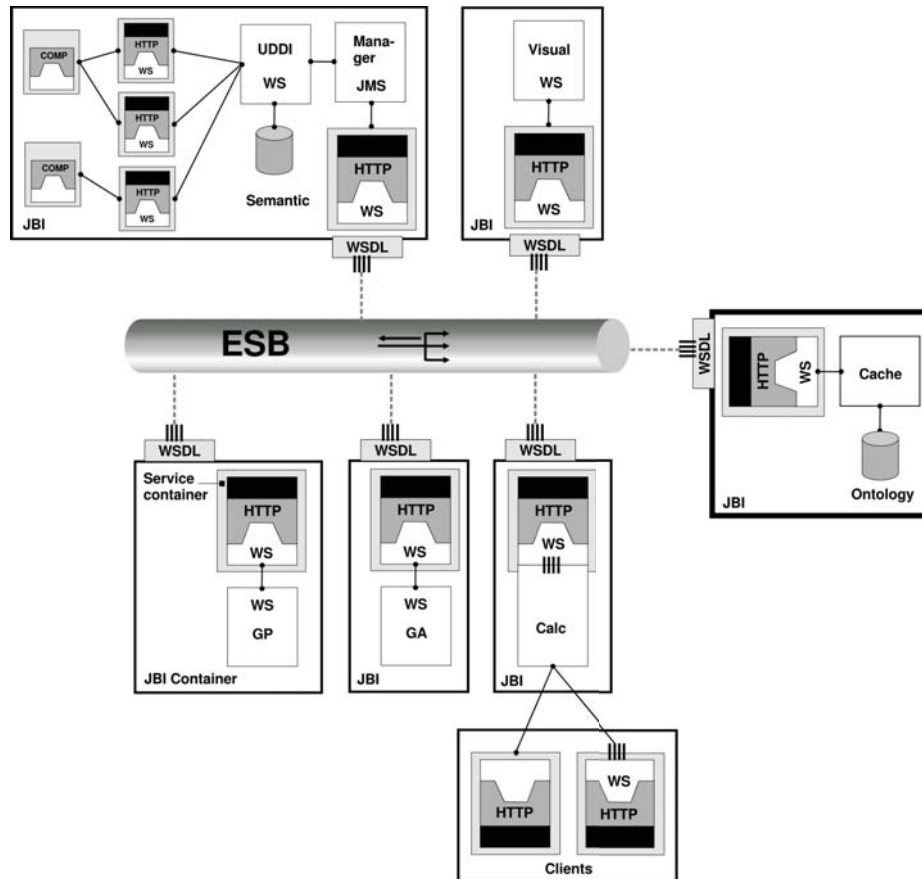 COMP
HTTP
WS
HTTP
WS
COMP
HTTP
WS
UDDI
WS
Mana-
ger
JMS
Semantic
HTTP
WS
JBI
WSDL
Visual
WS
HTTP
WS
JBI
WSDL
ESB
WSDL
HTTP
WS
Cache
Ontology
JBI
WSDL
Service
container
HTTP
WS
WS
GP
JBI Container
WSDL
HTTP
WS
WS
GA
JBI
WSDL
HTTP
WS
Calc
JBI
HTTP
WS
HTTP
Clients